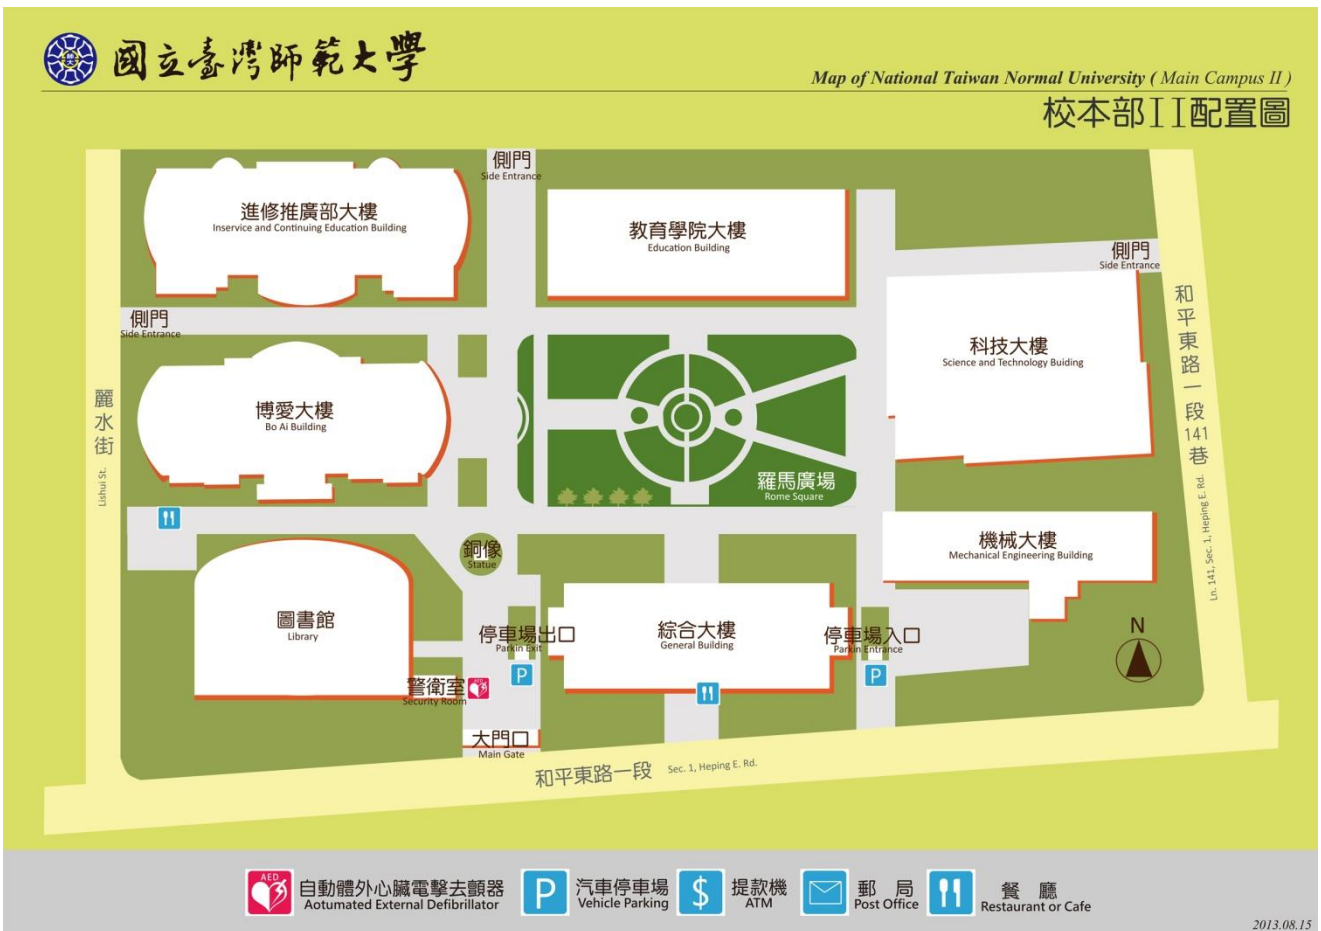 國立臺灣師範大學
Map of National Taiwan Normal University ( Main Campus II )
校本部II配置圖
側門
Side Entrance
進修推廣部大樓
Inservice and Continuing Education Building
教育學院大樓
Education Building
側門
Side Entrance
側門
Side Entrance
和平東路一段141巷
Ln. 141, Sec. 1, Heping E. Rd.
科技大樓
Science and Technology Buiding
麗水街
Lishui St.
博愛大樓
Bo Ai Building
羅馬廣場
Rome Square
銅像
Statue
機械大樓
Mechanical Engineering Building
圖書館
Library
停車場出口
Parkin Exit
P
綜合大樓
General Building
停車場入口
Parkin Entrance
P
N
警衛室
Security Room
AED
大門口
Main Gate
和平東路一段
Sec. 1, Heping E. Rd.
AED
自動體外心臟電擊去顫器
Aotumated External Defibrillator
P
汽車停車場
Vehicle Parking
$
提款機
ATM
郵 局
Post Office
餐 廳
Restaurant or Cafe
2013.08.15